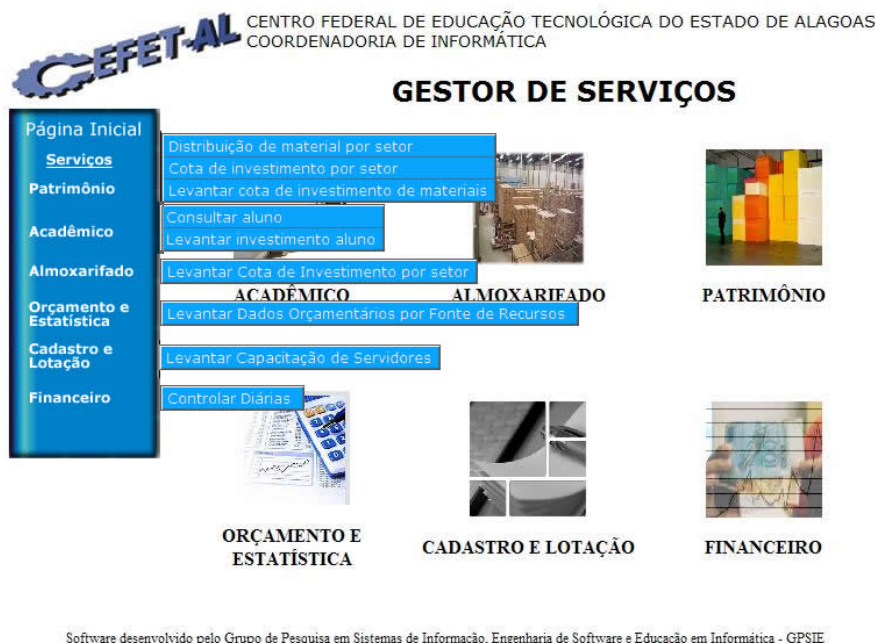 CEFET-AL
CENTRO FEDERAL DE EDUCAÇÃO TECNOLÓGICA DO ESTADO DE ALAGOAS
COORDENADORIA DE INFORMÁTICA
GESTOR DE SERVIÇOS
Página Inicial
Serviços
Patrimônio
Distribuição de material por setor
Cota de investimento por setor
Levantar cota de investimento de materiais
Acadêmico
Consultar aluno
Levantar investimento aluno
Almoxarifado
Levantar Cota de Investimento por setor
Orçamento e
Estatística
Levantar Dados Orçamentários por Fonte de Recursos
Cadastro e
Lotação
Levantar Capacitação de Servidores
Financeiro
Controlar Diárias
ACADÊMICO
ALMOXARIFADO
PATRIMÔNIO
ORÇAMENTO E
ESTATÍSTICA
CADASTRO E LOTAÇÃO
FINANCEIRO
Software desenvolvido pelo Grupo de Pesquisa em Sistemas de Informação, Engenharia de Software e Educação em Informática - GPSIE